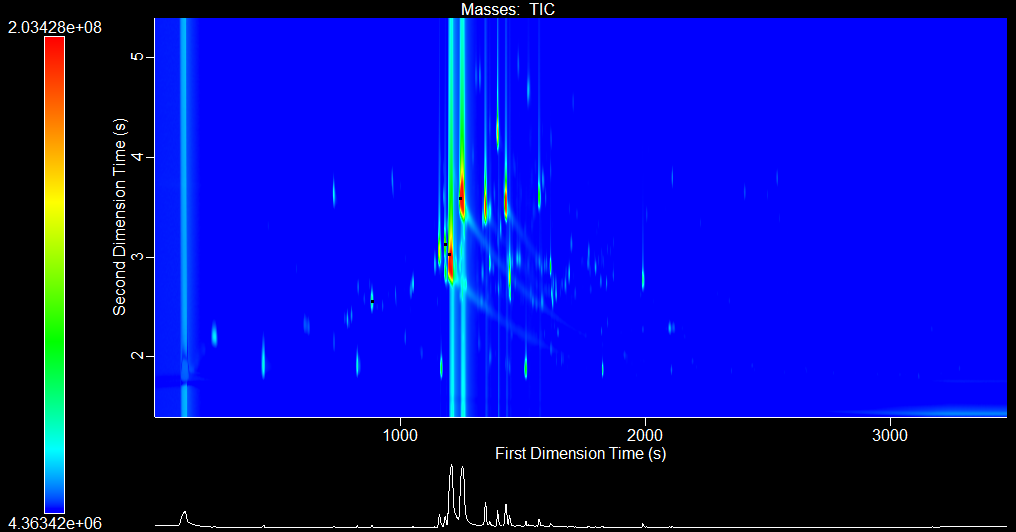 Masses: TIC
2.03428e+08
5
4
3
2
Second Dimension Time (s)
1000
2000
3000
First Dimension Time (s)
4.36342e+06